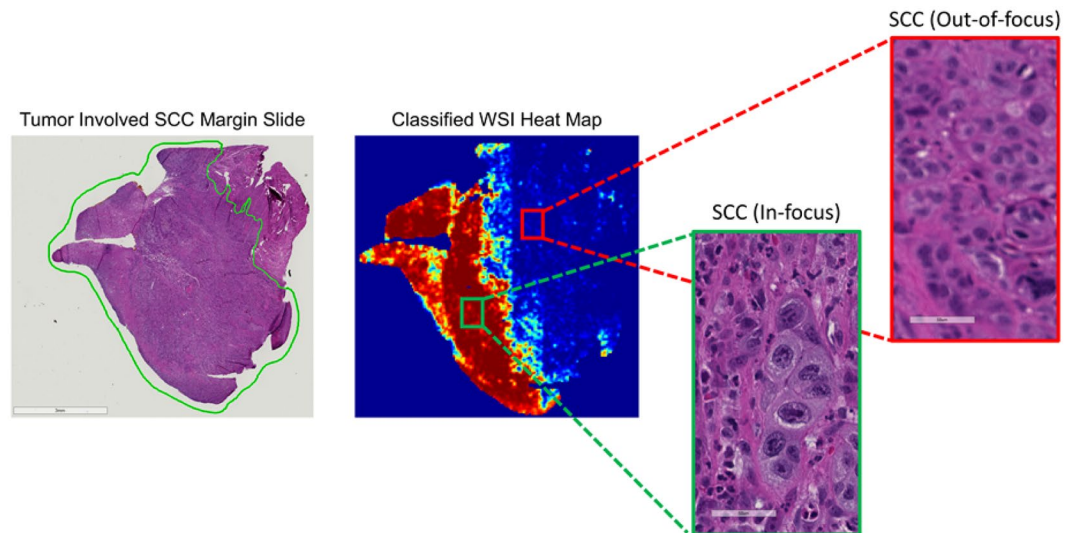 SCC (Out-of-focus)
Tumor Involved SCC Margin Slide
Classified WSI Heat Map
SCC (In-focus)